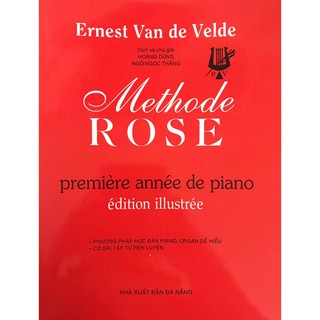 Ernest Van de Velde
Dịch và chú giải
HOÀNG DŨNG
NGÔ NGỌC THẮNG
Methode
ROSE
première année de piano
édition illustrée
• PHƯƠNG PHÁP HỌC ĐÀN PIANO, ORGAN DỄ HIỂU
• CÓ BÀI TẬP TỰ RÈN LUYỆN
NHÀ XUẤT BẢN ĐÀ NẴNG